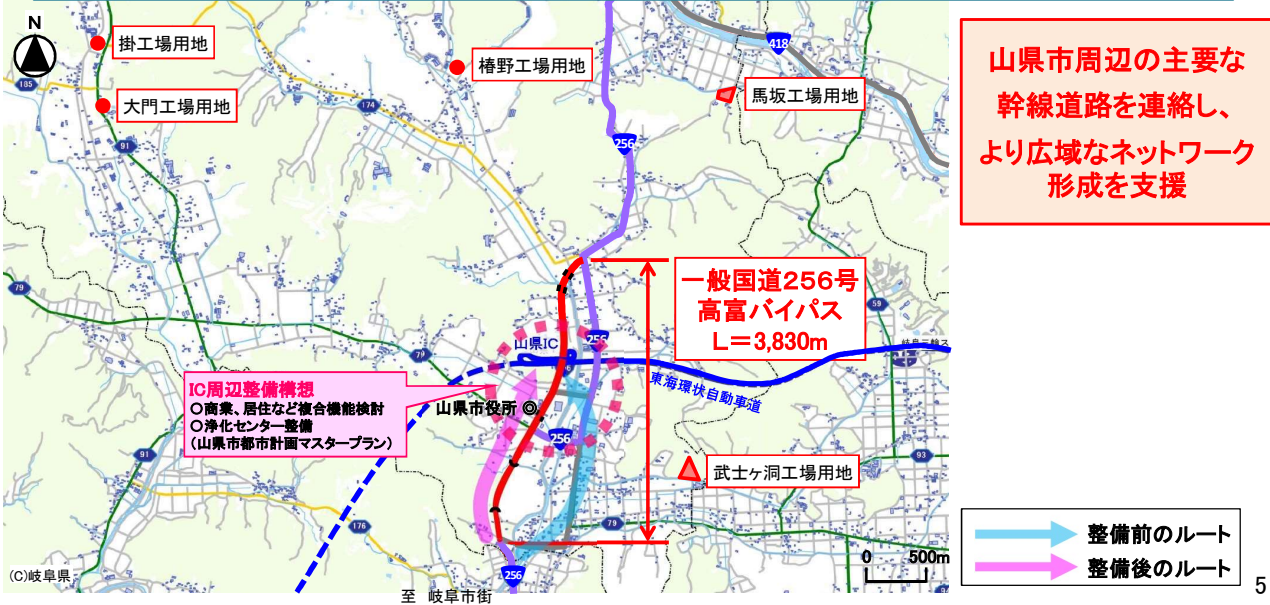 N
掛工場用地
大門工場用地
椿野工場用地
馬坂工場用地
418
185
174
91
256
山県市周辺の主要な
幹線道路を連絡し、
より広域なネットワーク
形成を支援
79
59
一般国道256号
高富バイパス
L=3,830m
256
山県IC
79
東海環状自動車道
IC周辺整備構想
○商業、居住など複合機能検討
○浄化センター整備
(山県市都市計画マスタープラン)
山県市役所 ◎
256
91
93
武士ヶ洞工場用地
176
79
整備前のルート
整備後のルート
0 500m
256
(C)岐阜県
至 岐阜市街
5